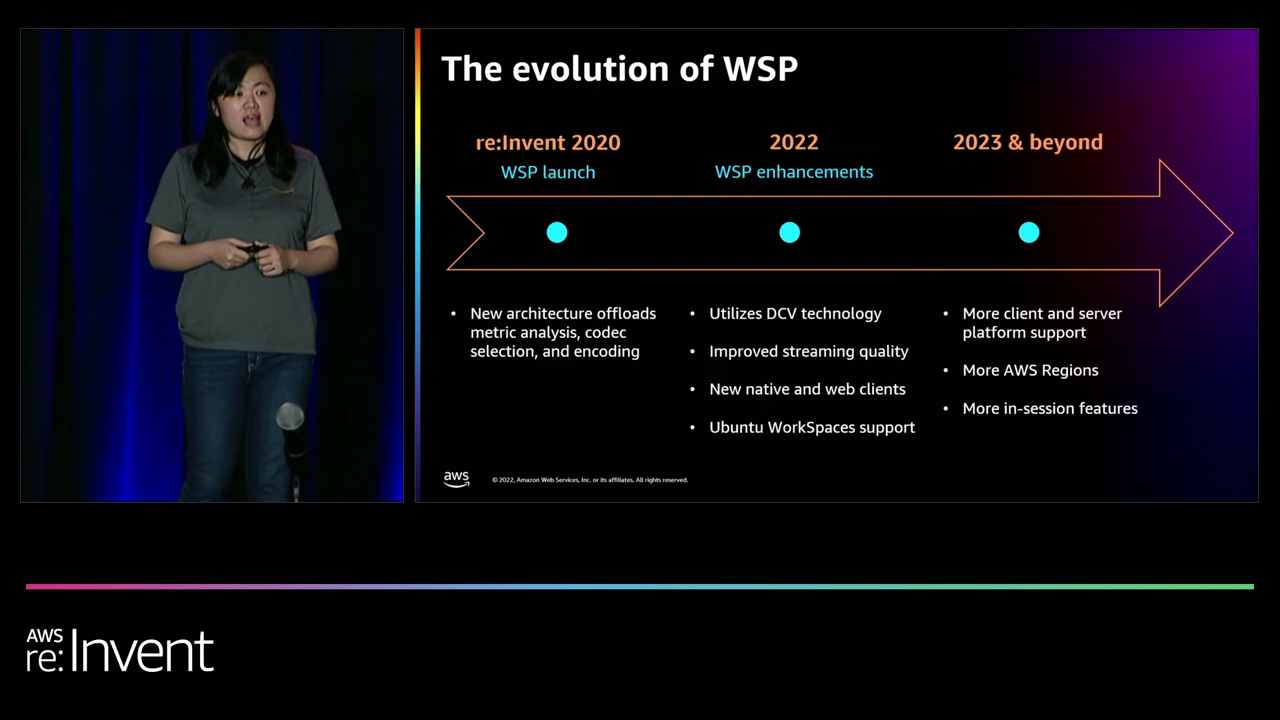 The evolution of WSP
re:Invent 2020
WSP launch
2022
WSP enhancements
2023 & beyond
• New architecture offloads
metric analysis, codec
selection, and encoding
• Utilizes DCV technology
• Improved streaming quality
• New native and web clients
• Ubuntu WorkSpaces support
• More client and server
platform support
• More AWS Regions
• More in-session features
aws
© 2022, Amazon Web Services, Inc. or its affiliates. All rights reserved.
AWS
re:Invent